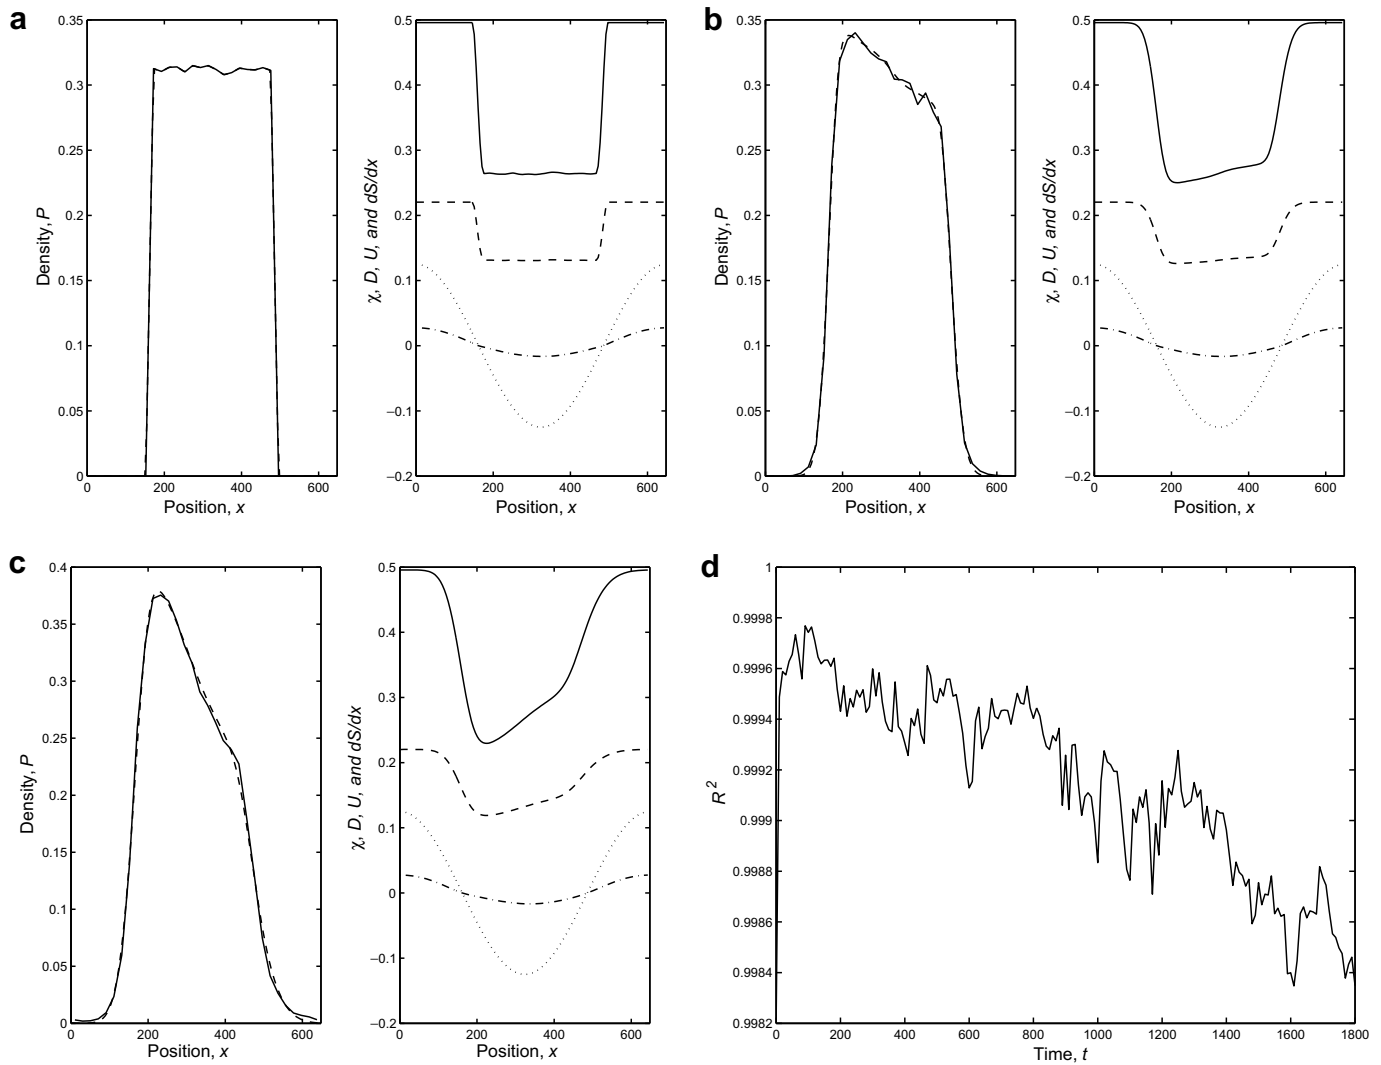 a
0.35
0.3
0.25
0.2
0.15
0.1
0.05
0
0 200 400 600
Density, P
Position, x
0.5
0.4
0.3
0.2
0.1
0
−0.1
−0.2
0 200 400 600
χ, D, U, and dS/dx
Position, x
b
0.35
0.3
0.25
0.2
0.15
0.1
0.05
0
0 200 400 600
Density, P
Position, x
0.5
0.4
0.3
0.2
0.1
0
−0.1
−0.2
0 200 400 600
χ, D, U, and dS/dx
Position, x
c
0.4
0.35
0.3
0.25
0.2
0.15
0.1
0.05
0
0 200 400 600
Density, P
Position, x
0.5
0.4
0.3
0.2
0.1
0
−0.1
−0.2
0 200 400 600
χ, D, U, and dS/dx
Position, x
d
1
0.9998
0.9996
0.9994
0.9992
0.999
0.9988
0.9986
0.9984
0.9982
0 200 400 600 800 1000 1200 1400 1600 1800
R²
Time, t